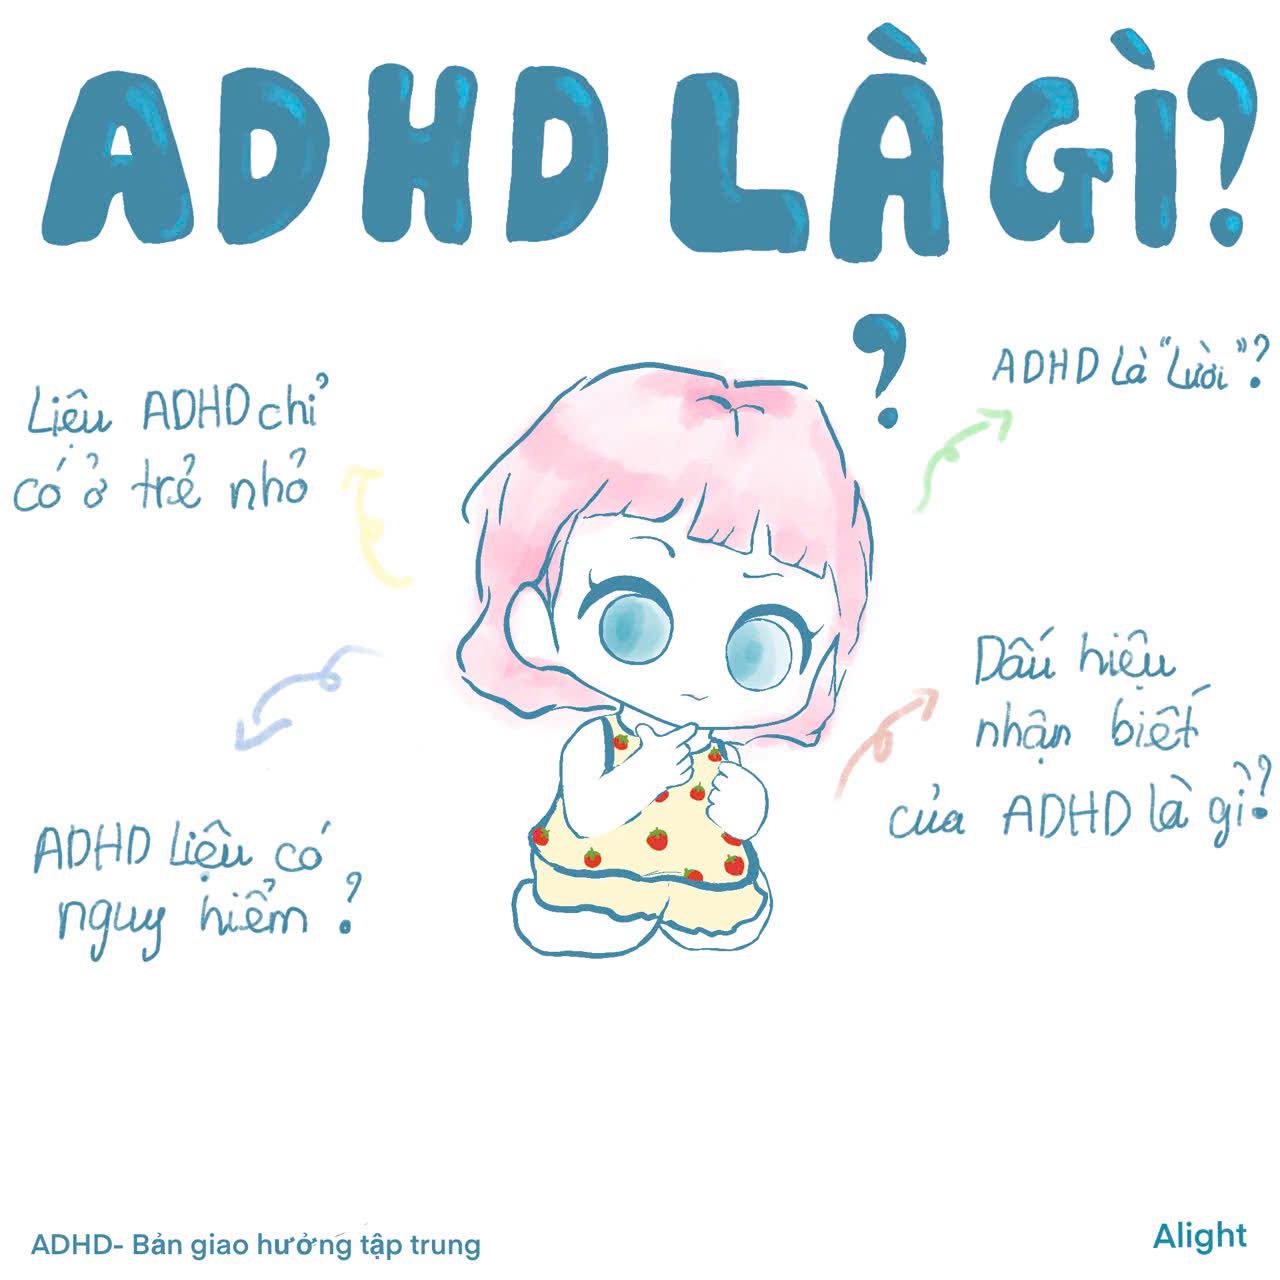 ADHD LÀ GÌ?
?
Liệu ADHD chỉ
có ở trẻ nhỏ
ADHD là "Lười"?
Dấu hiệu
nhận biết
của ADHD là gì?
ADHD liệu có
nguy hiểm?
ADHD- Bản giao hưởng tập trung
Alight